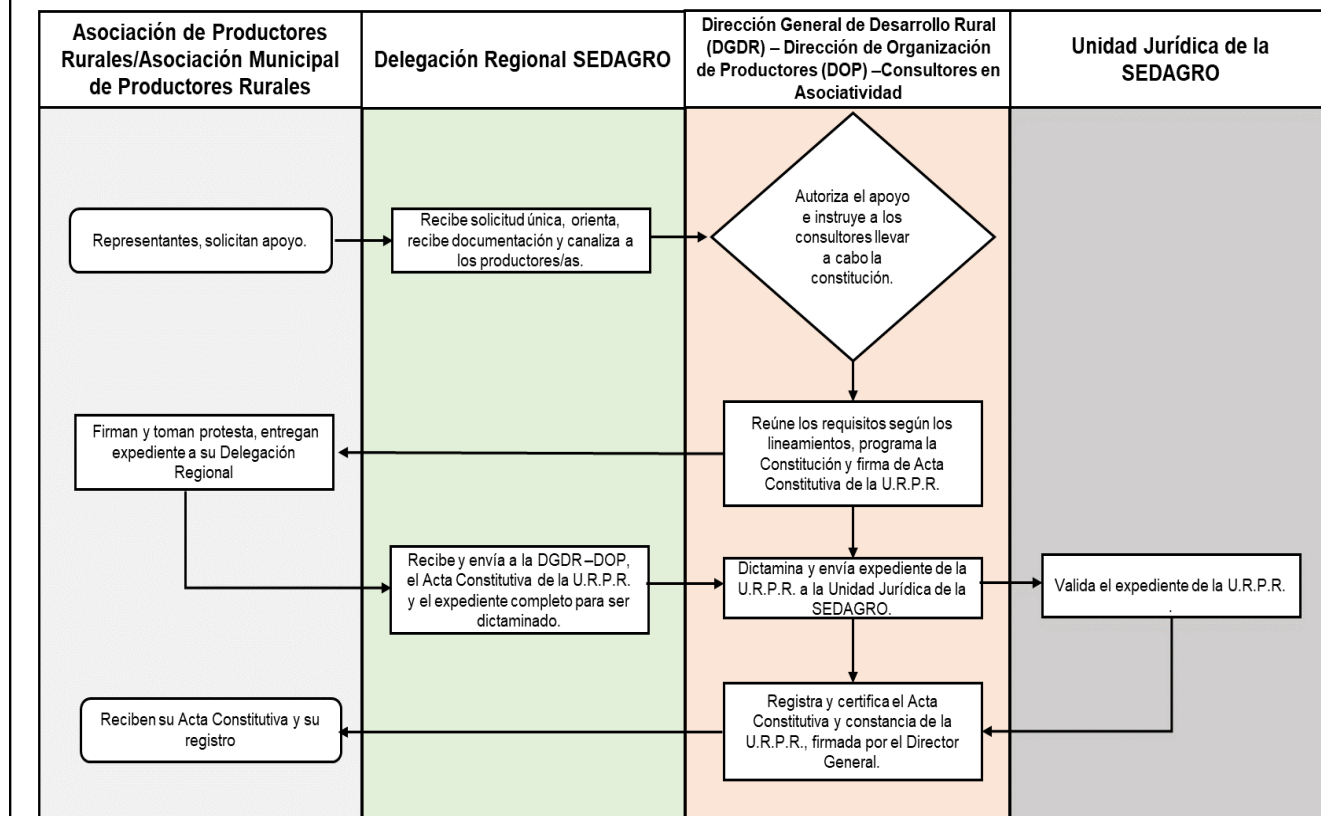 Asociación de Productores
Rurales/Asociación Municipal
de Productores Rurales
Delegación Regional SEDAGRO
Dirección General de Desarrollo Rural
(DGDR) – Dirección de Organización
de Productores (DOP) –Consultores en
Asociatividad
Unidad Jurídica de la
SEDAGRO
Representantes, solicitan apoyo.
Recibe solicitud única, orienta,
recibe documentación y canaliza a
los productores/as.
Autoriza el apoyo
e instruye a los
consultores llevar
a cabo la
constitución.
Reúne los requisitos según los
lineamientos, programa la
Constitución y firma de Acta
Constitutiva de la U.R.P.R.
Firman y toman protesta, entregan
expediente a su Delegación
Regional
Recibe y envía a la DGDR –DOP,
el Acta Constitutiva de la U.R.P.R.
y el expediente completo para ser
dictaminado.
Dictamina y envía expediente de la
U.R.P.R. a la Unidad Jurídica de la
SEDAGRO.
Valida el expediente de la U.R.P.R.
.
Registra y certifica el Acta
Constitutiva y constancia de la
U.R.P.R., firmada por el Director
General.
Reciben su Acta Constitutiva y su
registro